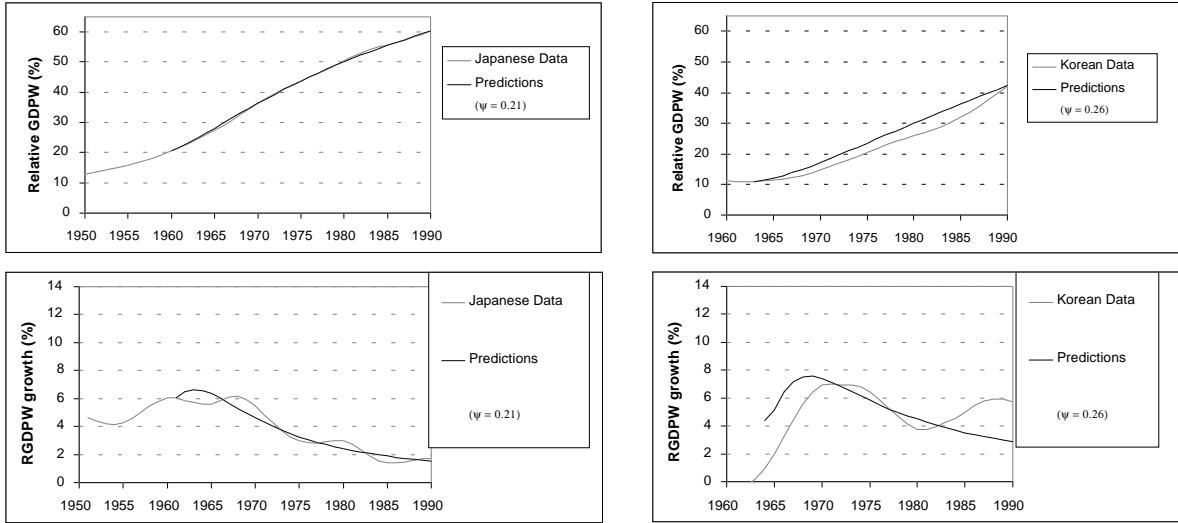 Relative GDPW (%)
60
50
40
30
20
10
0
1950 1955 1960 1965 1970 1975 1980 1985 1990
Japanese Data
Predictions
(ψ = 0.21)
Relative GDPW (%)
60
50
40
30
20
10
0
1960 1965 1970 1975 1980 1985 1990
Korean Data
Predictions
(ψ = 0.26)
RGDPW growth (%)
14
12
10
8
6
4
2
0
1950 1955 1960 1965 1970 1975 1980 1985 1990
Japanese Data
Predictions
(ψ = 0.21)
RGDPW growth (%)
14
12
10
8
6
4
2
0
1960 1965 1970 1975 1980 1985 1990
Korean Data
Predictions
(ψ = 0.26)